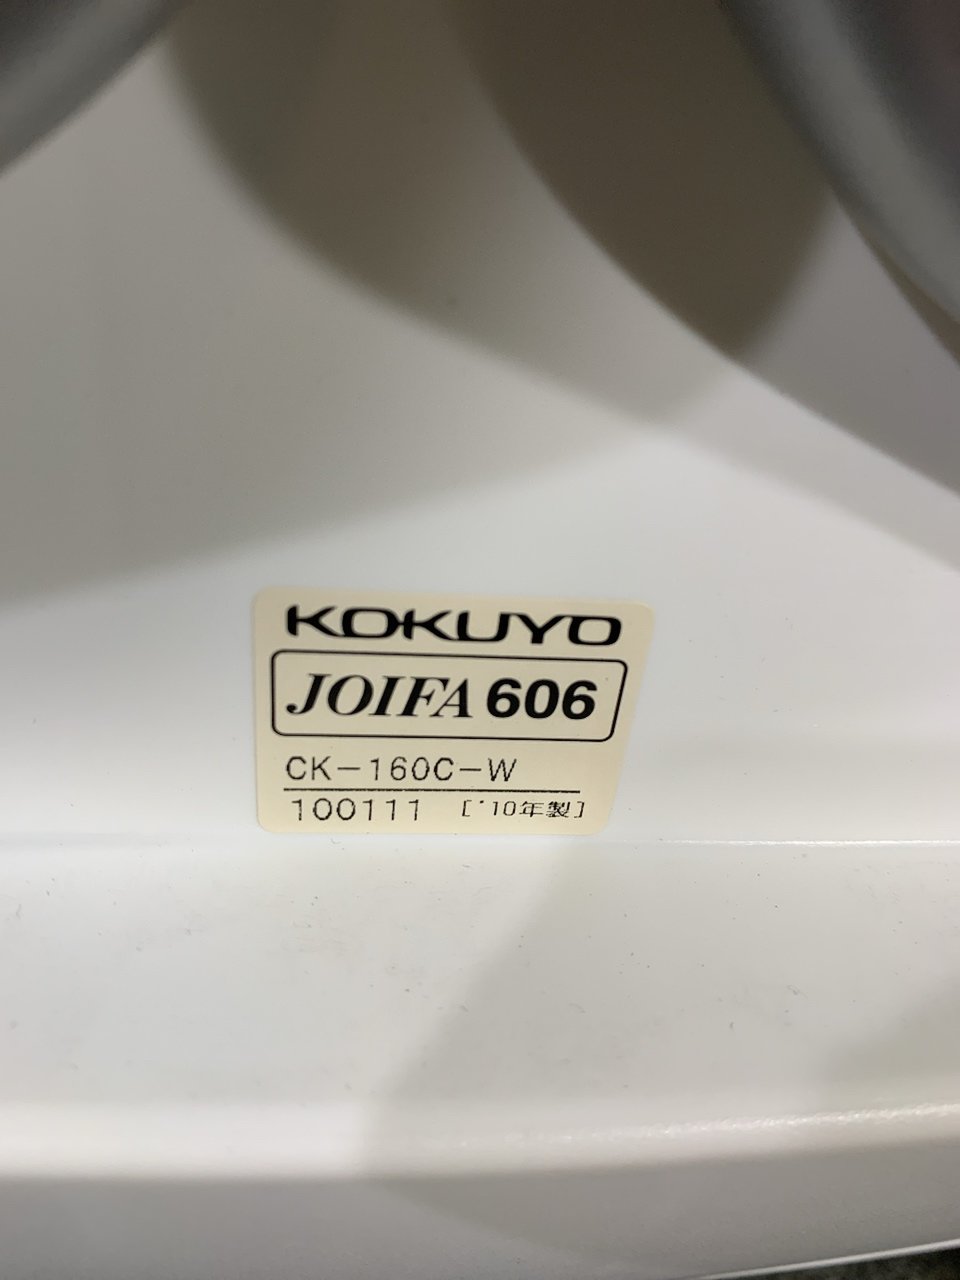 KOKUYO
JOIFA 606
CK-160C-W
100111 ['10年製]